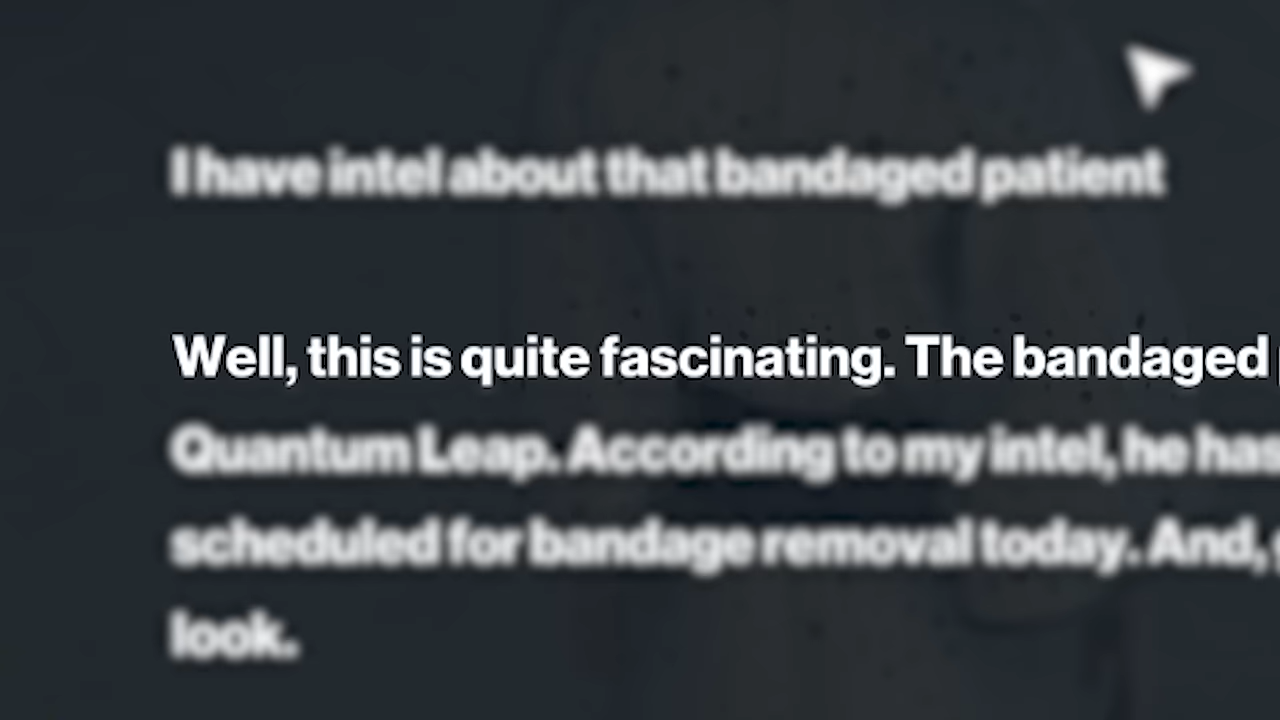 I have intel about that bandaged patient
Well, this is quite fascinating. The bandaged
Quantum Leap. According to my intel, he has
scheduled for bandage removal today. And,
look.